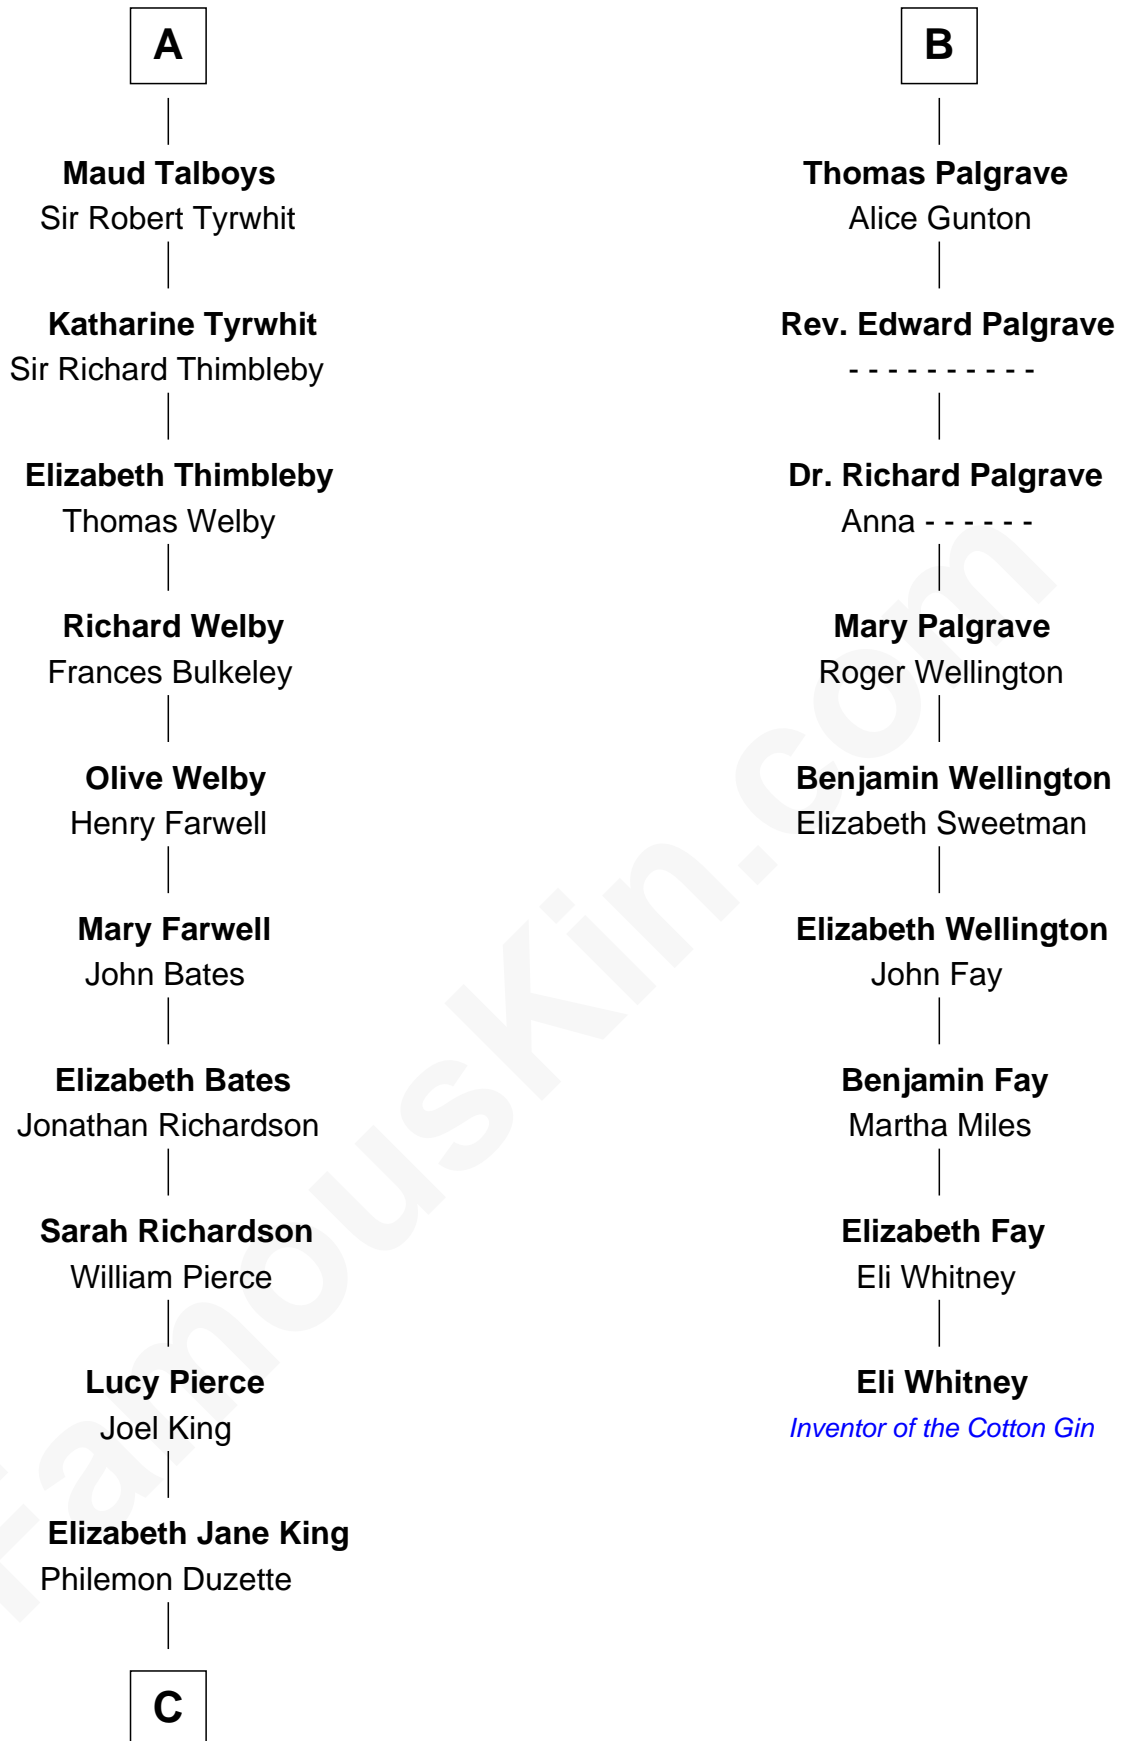 A
Maud Talboys
Sir Robert Tyrwhit
Katharine Tyrwhit
Sir Richard Thimbleby
Elizabeth Thimbleby
Thomas Welby
Richard Welby
Frances Bulkeley
Olive Welby
Henry Farwell
Mary Farwell
John Bates
Elizabeth Bates
Jonathan Richardson
Sarah Richardson
William Pierce
Lucy Pierce
Joel King
Elizabeth Jane King
Philemon Duzette
C
B
Thomas Palgrave
Alice Gunton
Rev. Edward Palgrave
- - - - - - - - - -
Dr. Richard Palgrave
Anna - - - - - -
Mary Palgrave
Roger Wellington
Benjamin Wellington
Elizabeth Sweetman
Elizabeth Wellington
John Fay
Benjamin Fay
Martha Miles
Elizabeth Fay
Eli Whitney
Eli Whitney
Inventor of the Cotton Gin
FamousKin.com